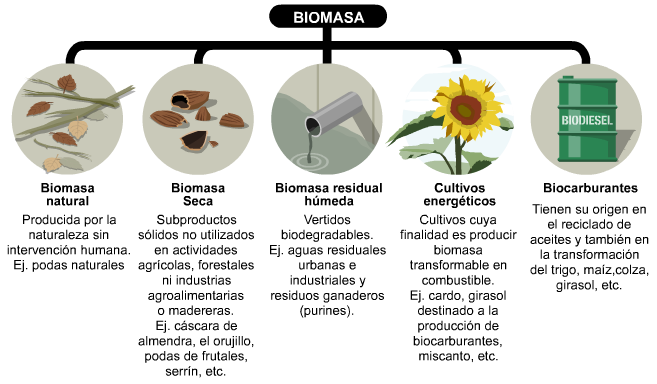 BIOMASA
Biomasa
natural
Producida por la
naturaleza sin
intervención humana.
Ej. podas naturales
Biomasa
Seca
Subproductos
sólidos no utilizados
en actividades
agrícolas, forestales
ni industrias
agroalimentarias
o madereras.
Ej. cáscara de
almendra, el orujillo,
podas de frutales,
serrín, etc.
Biomasa residual
húmeda
Vertidos
biodegradables.
Ej. aguas residuales
urbanas e
industriales y
residuos ganaderos
(purines).
Cultivos
energéticos
Cultivos cuya
finalidad es producir
biomasa
transformable en
combustible.
Ej. cardo, girasol
destinado a la
producción de
biocarburantes,
miscanto, etc.
BIODIESEL
Biocarburantes
Tienen su origen en
el reciclado de
aceites y también en
la transformación
del trigo, maíz,colza,
girasol, etc.